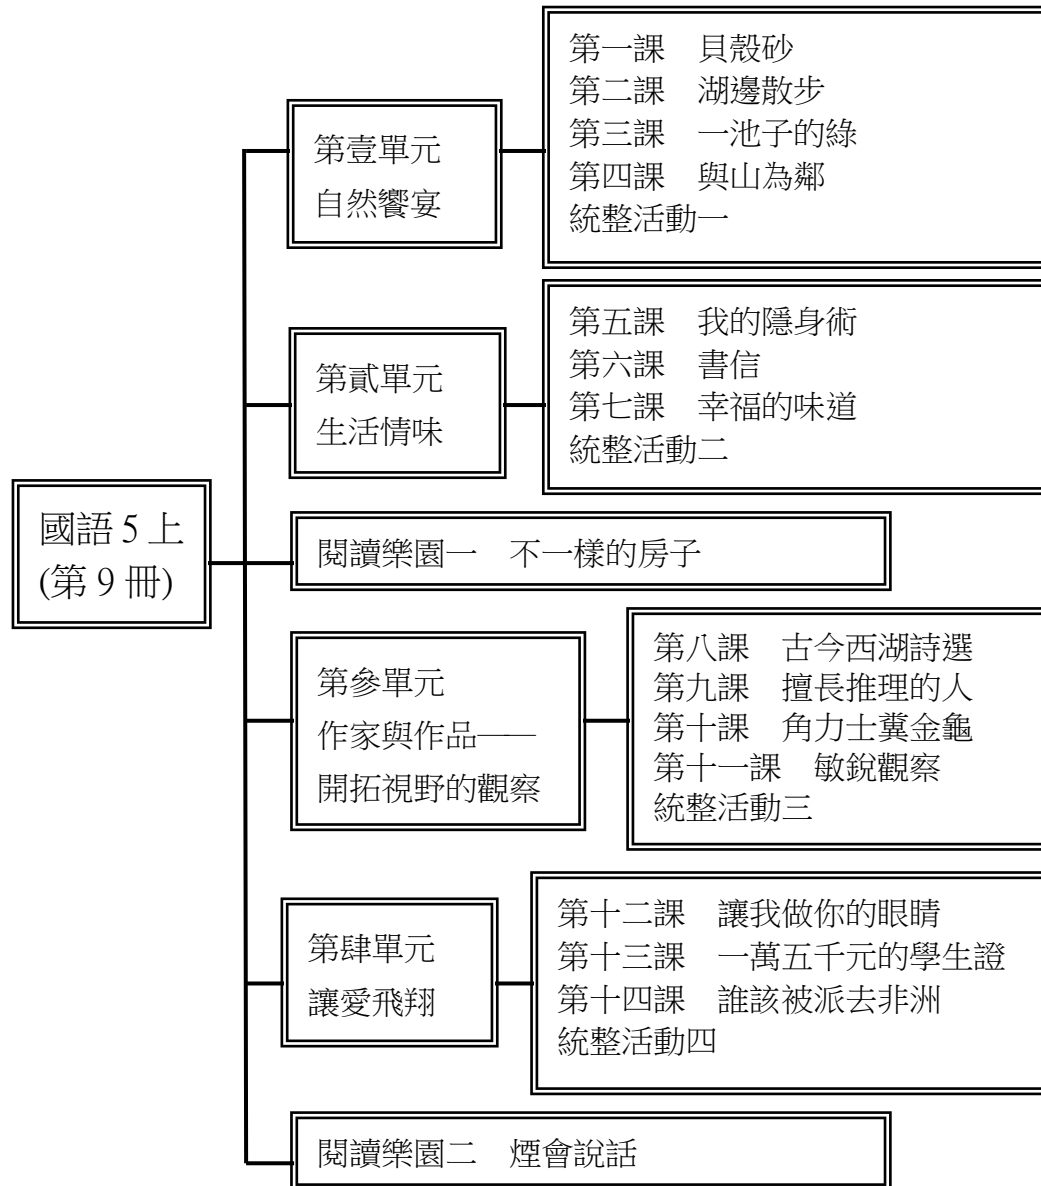 國語 5 上
(第 9 冊)
第壹單元
自然饗宴
第一課　貝殼砂
第二課　湖邊散步
第三課　一池子的綠
第四課　與山為鄰
統整活動一
第貳單元
生活情味
第五課　我的隱身術
第六課　書信
第七課　幸福的味道
統整活動二
閱讀樂園一　不一樣的房子
第參單元
作家與作品——
開拓視野的觀察
第八課　古今西湖詩選
第九課　擅長推理的人
第十課　角力士糞金龜
第十一課　敏銳觀察
統整活動三
第肆單元
讓愛飛翔
第十二課　讓我做你的眼睛
第十三課　一萬五千元的學生證
第十四課　誰該被派去非洲
統整活動四
閱讀樂園二　煙會說話